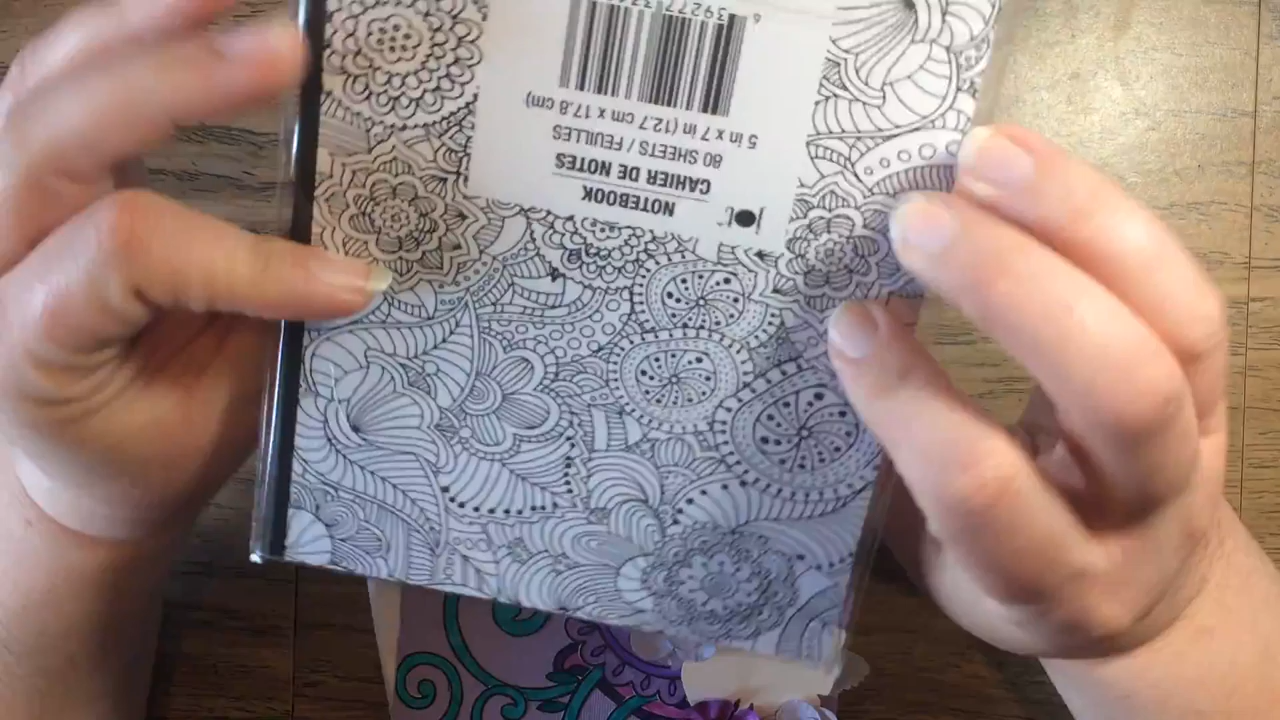 jot
NOTEBOOK
CAHIER DE NOTES
80 SHEETS / FEUILLES
5 in x 7 in (12.7 cm x 17.8 cm)